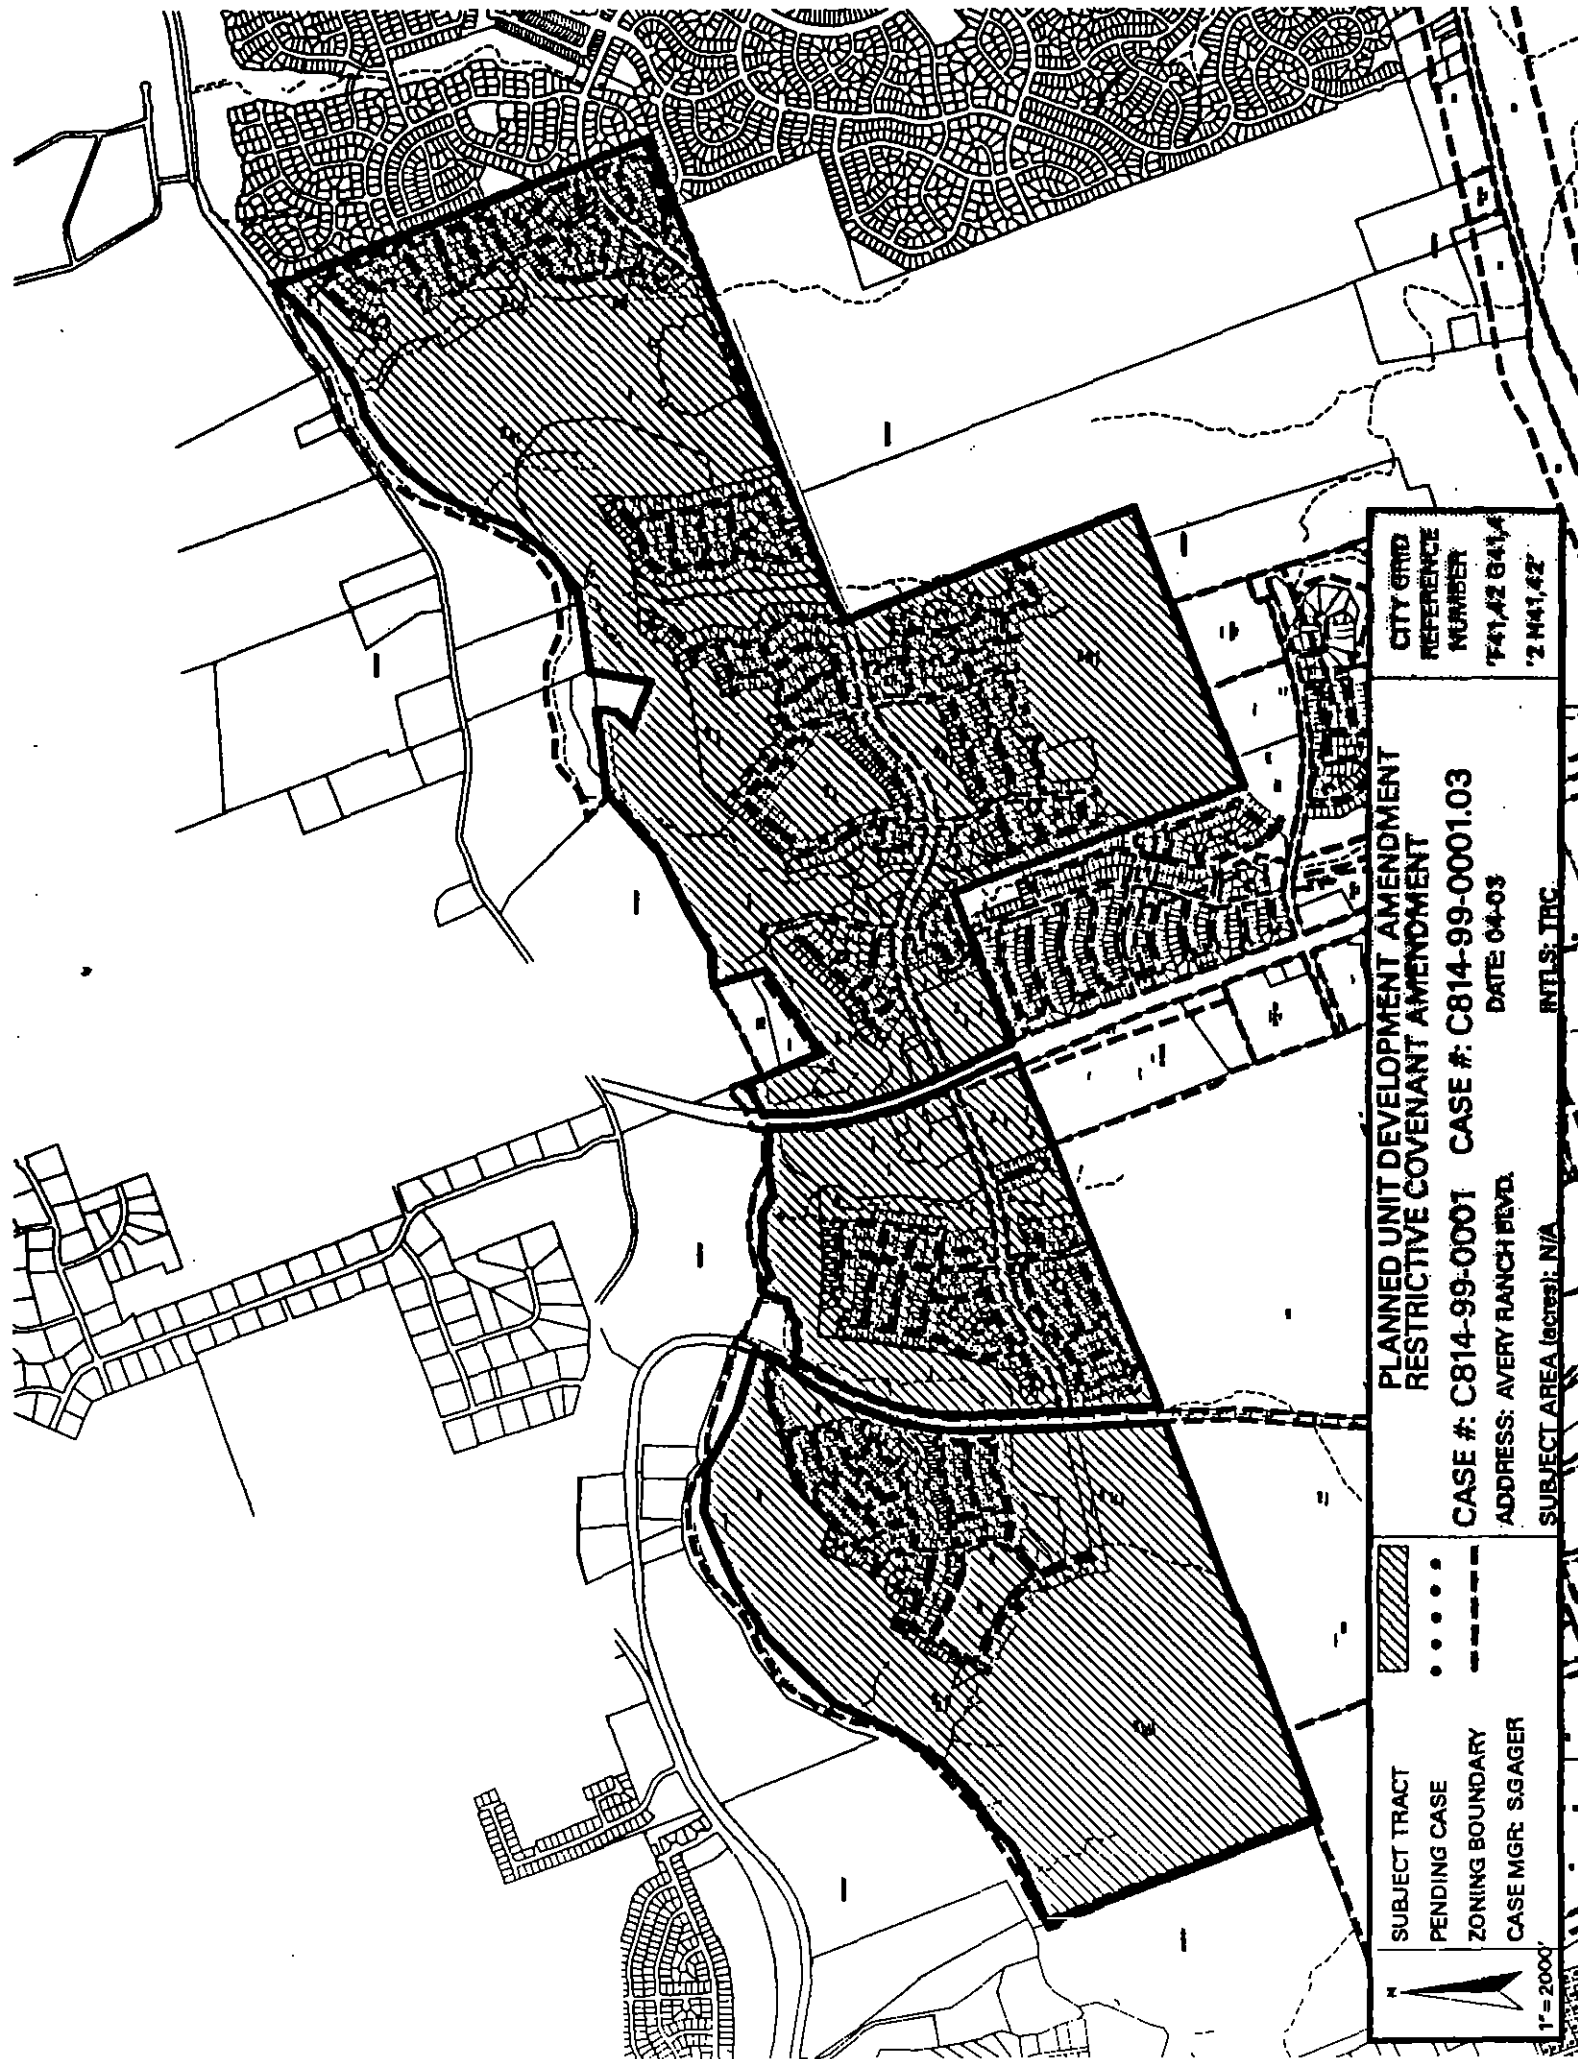 SUBJECT TRACT
PENDING CASE
ZONING BOUNDARY
CASE MGR: S.GAGER
N
1"=2000'
PLANNED UNIT DEVELOPMENT AMENDMENT
RESTRICTIVE COVENANT AMENDMENT
CASE #: C814-99-0001 CASE #: C814-99-0001.03
ADDRESS: AVERY RANCH BLVD. DATE: 04-03
SUBJECT AREA (acres): N/A INTLS: TRC
CITY GRID
REFERENCE
NUMBER